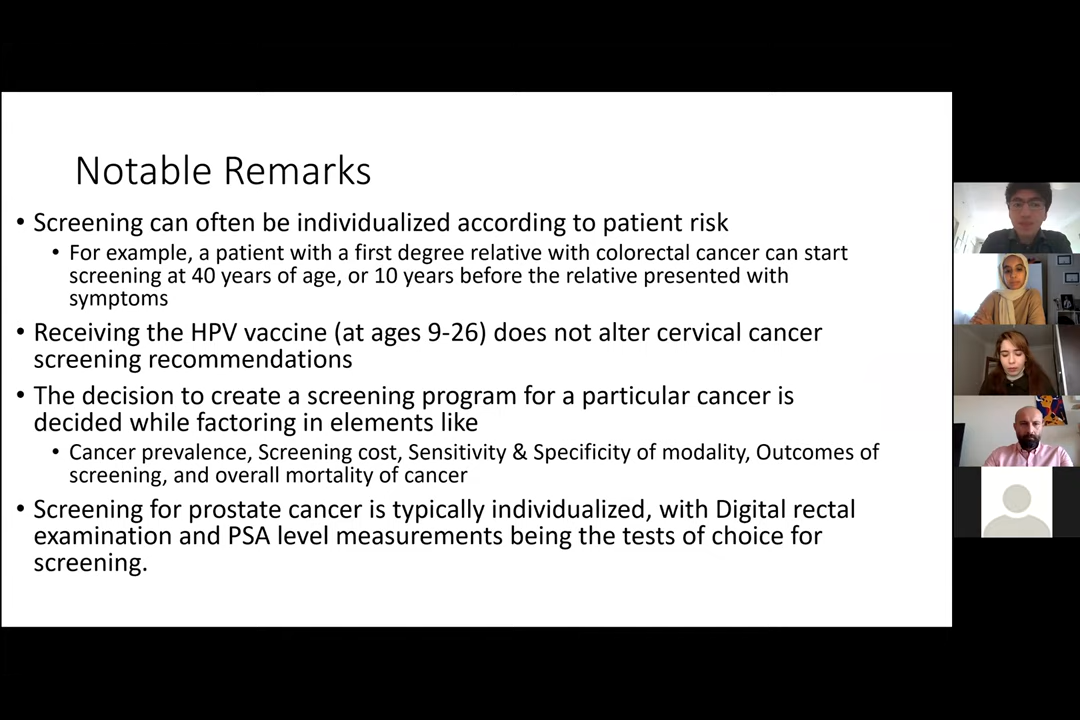 Notable Remarks
• Screening can often be individualized according to patient risk
• For example, a patient with a first degree relative with colorectal cancer can start
screening at 40 years of age, or 10 years before the relative presented with
symptoms
• Receiving the HPV vaccine (at ages 9-26) does not alter cervical cancer
screening recommendations
• The decision to create a screening program for a particular cancer is
decided while factoring in elements like
• Cancer prevalence, Screening cost, Sensitivity & Specificity of modality, Outcomes of
screening, and overall mortality of cancer
• Screening for prostate cancer is typically individualized, with Digital rectal
examination and PSA level measurements being the tests of choice for
screening.